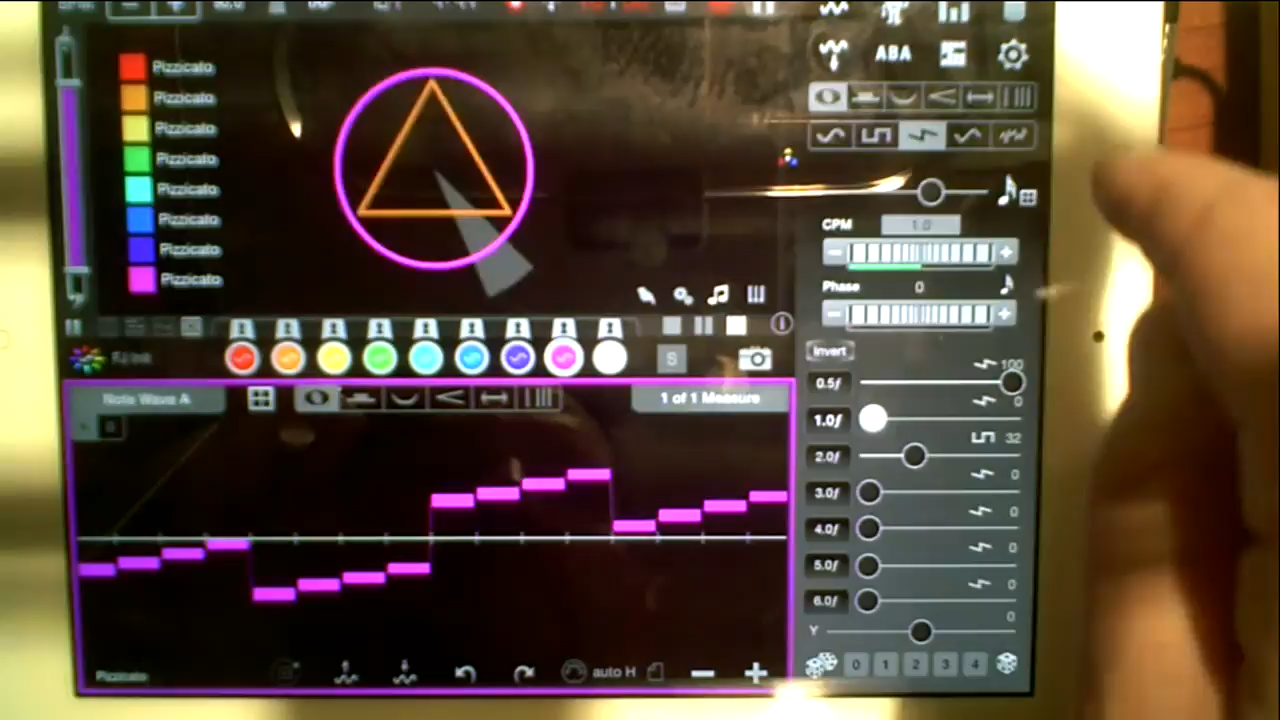 Pizzicato
Pizzicato
Pizzicato
Pizzicato
Pizzicato
Pizzicato
Pizzicato
Pizzicato
ABA
CPM 1.0
Phase 0
Invert
100
0.5f
0
1.0f
32
2.0f
0
3.0f
0
4.0f
0
5.0f
0
6.0f
0
Y
0 1 2 3 4
S
Note Wave A
1 of 1 Measure
Pizzicato
auto H